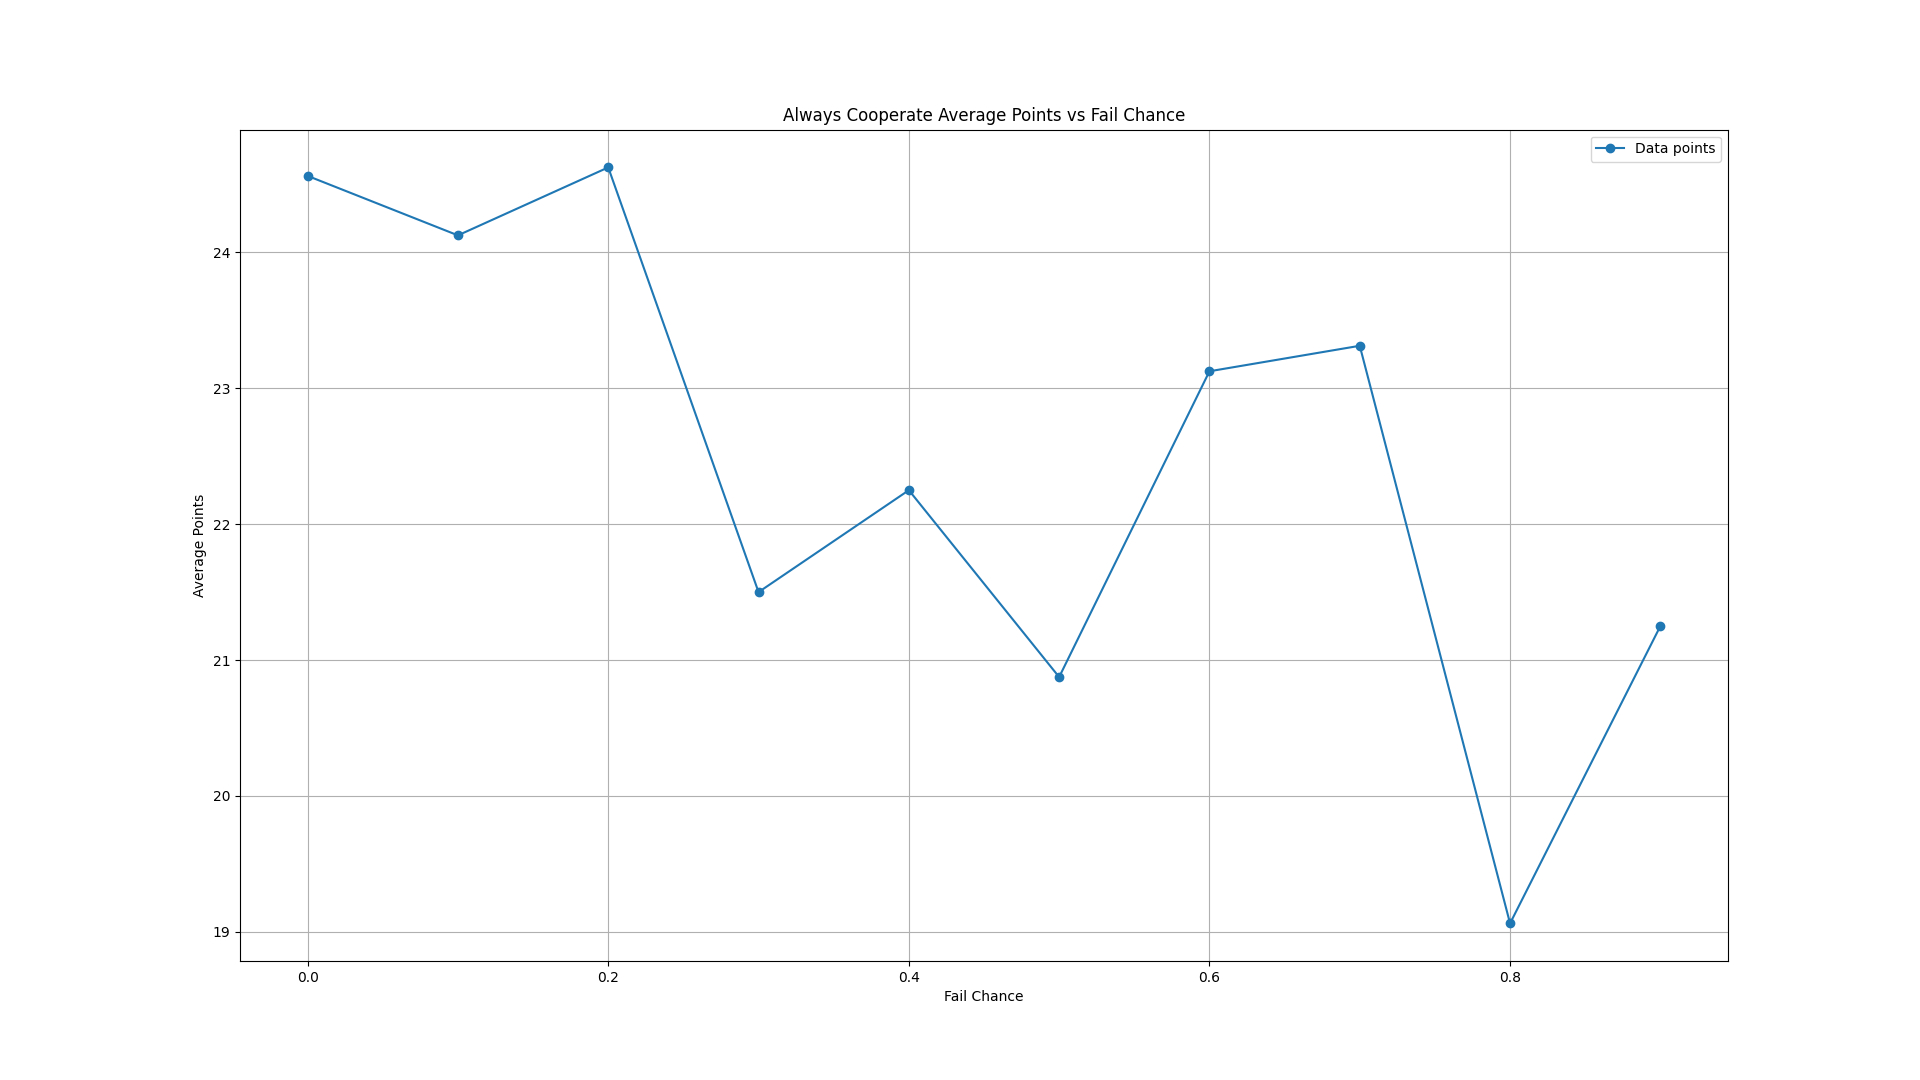 Always Cooperate Average Points vs Fail Chance
Data points
24
23
22
21
20
19
Average Points
0.0 0.2 0.4 0.6 0.8
Fail Chance